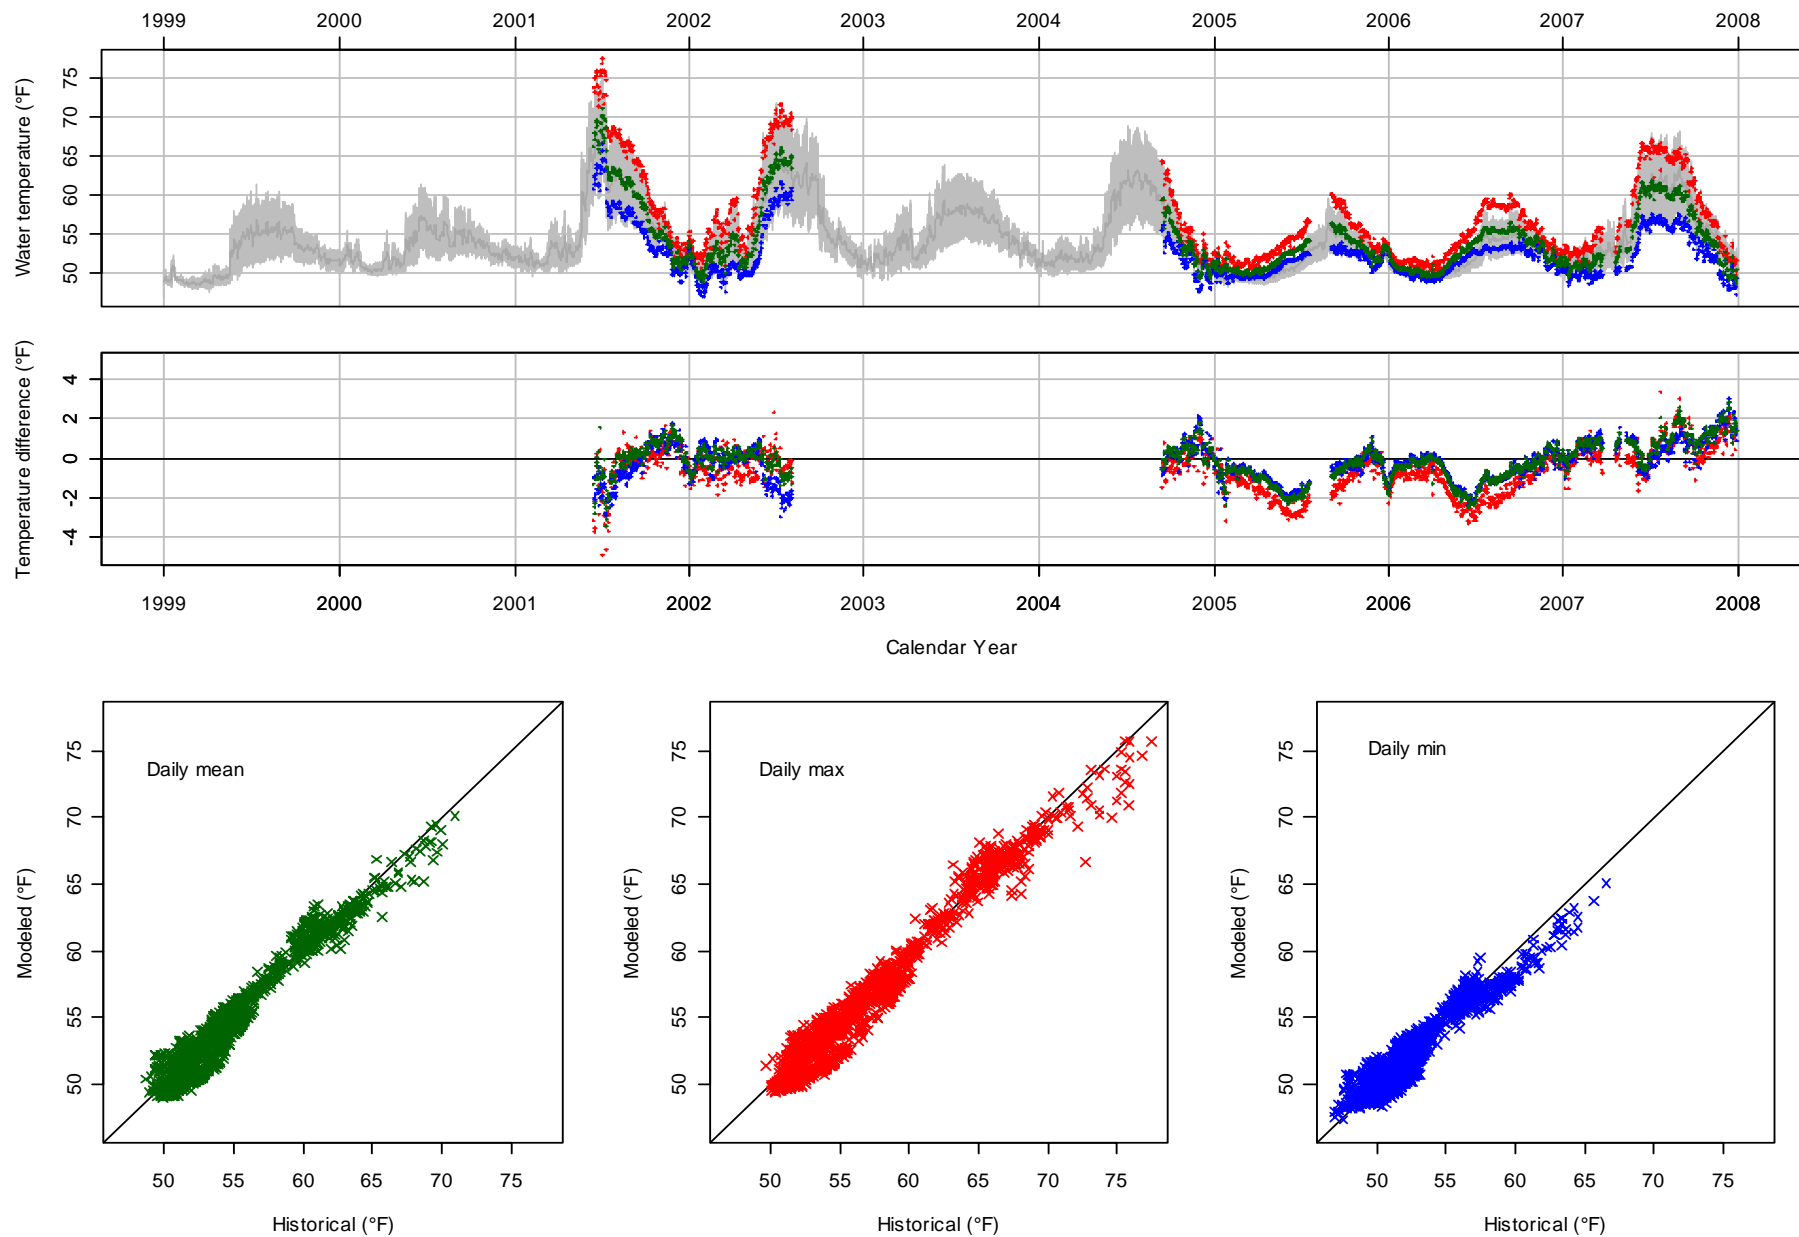 1999 2000 2001 2002 2003 2004 2005 2006 2007 2008
Water temperature (°F)
75
70
65
60
55
50
Temperature difference (°F)
4
2
0
-2
-4
1999 2000 2001 2002 2003 2004 2005 2006 2007 2008
Calendar Year
Daily mean
Modeled (°F)
75
70
65
60
55
50
50 55 60 65 70 75
Historical (°F)
Daily max
Modeled (°F)
75
70
65
60
55
50
50 55 60 65 70 75
Historical (°F)
Daily min
Modeled (°F)
75
70
65
60
55
50
50 55 60 65 70 75
Historical (°F)